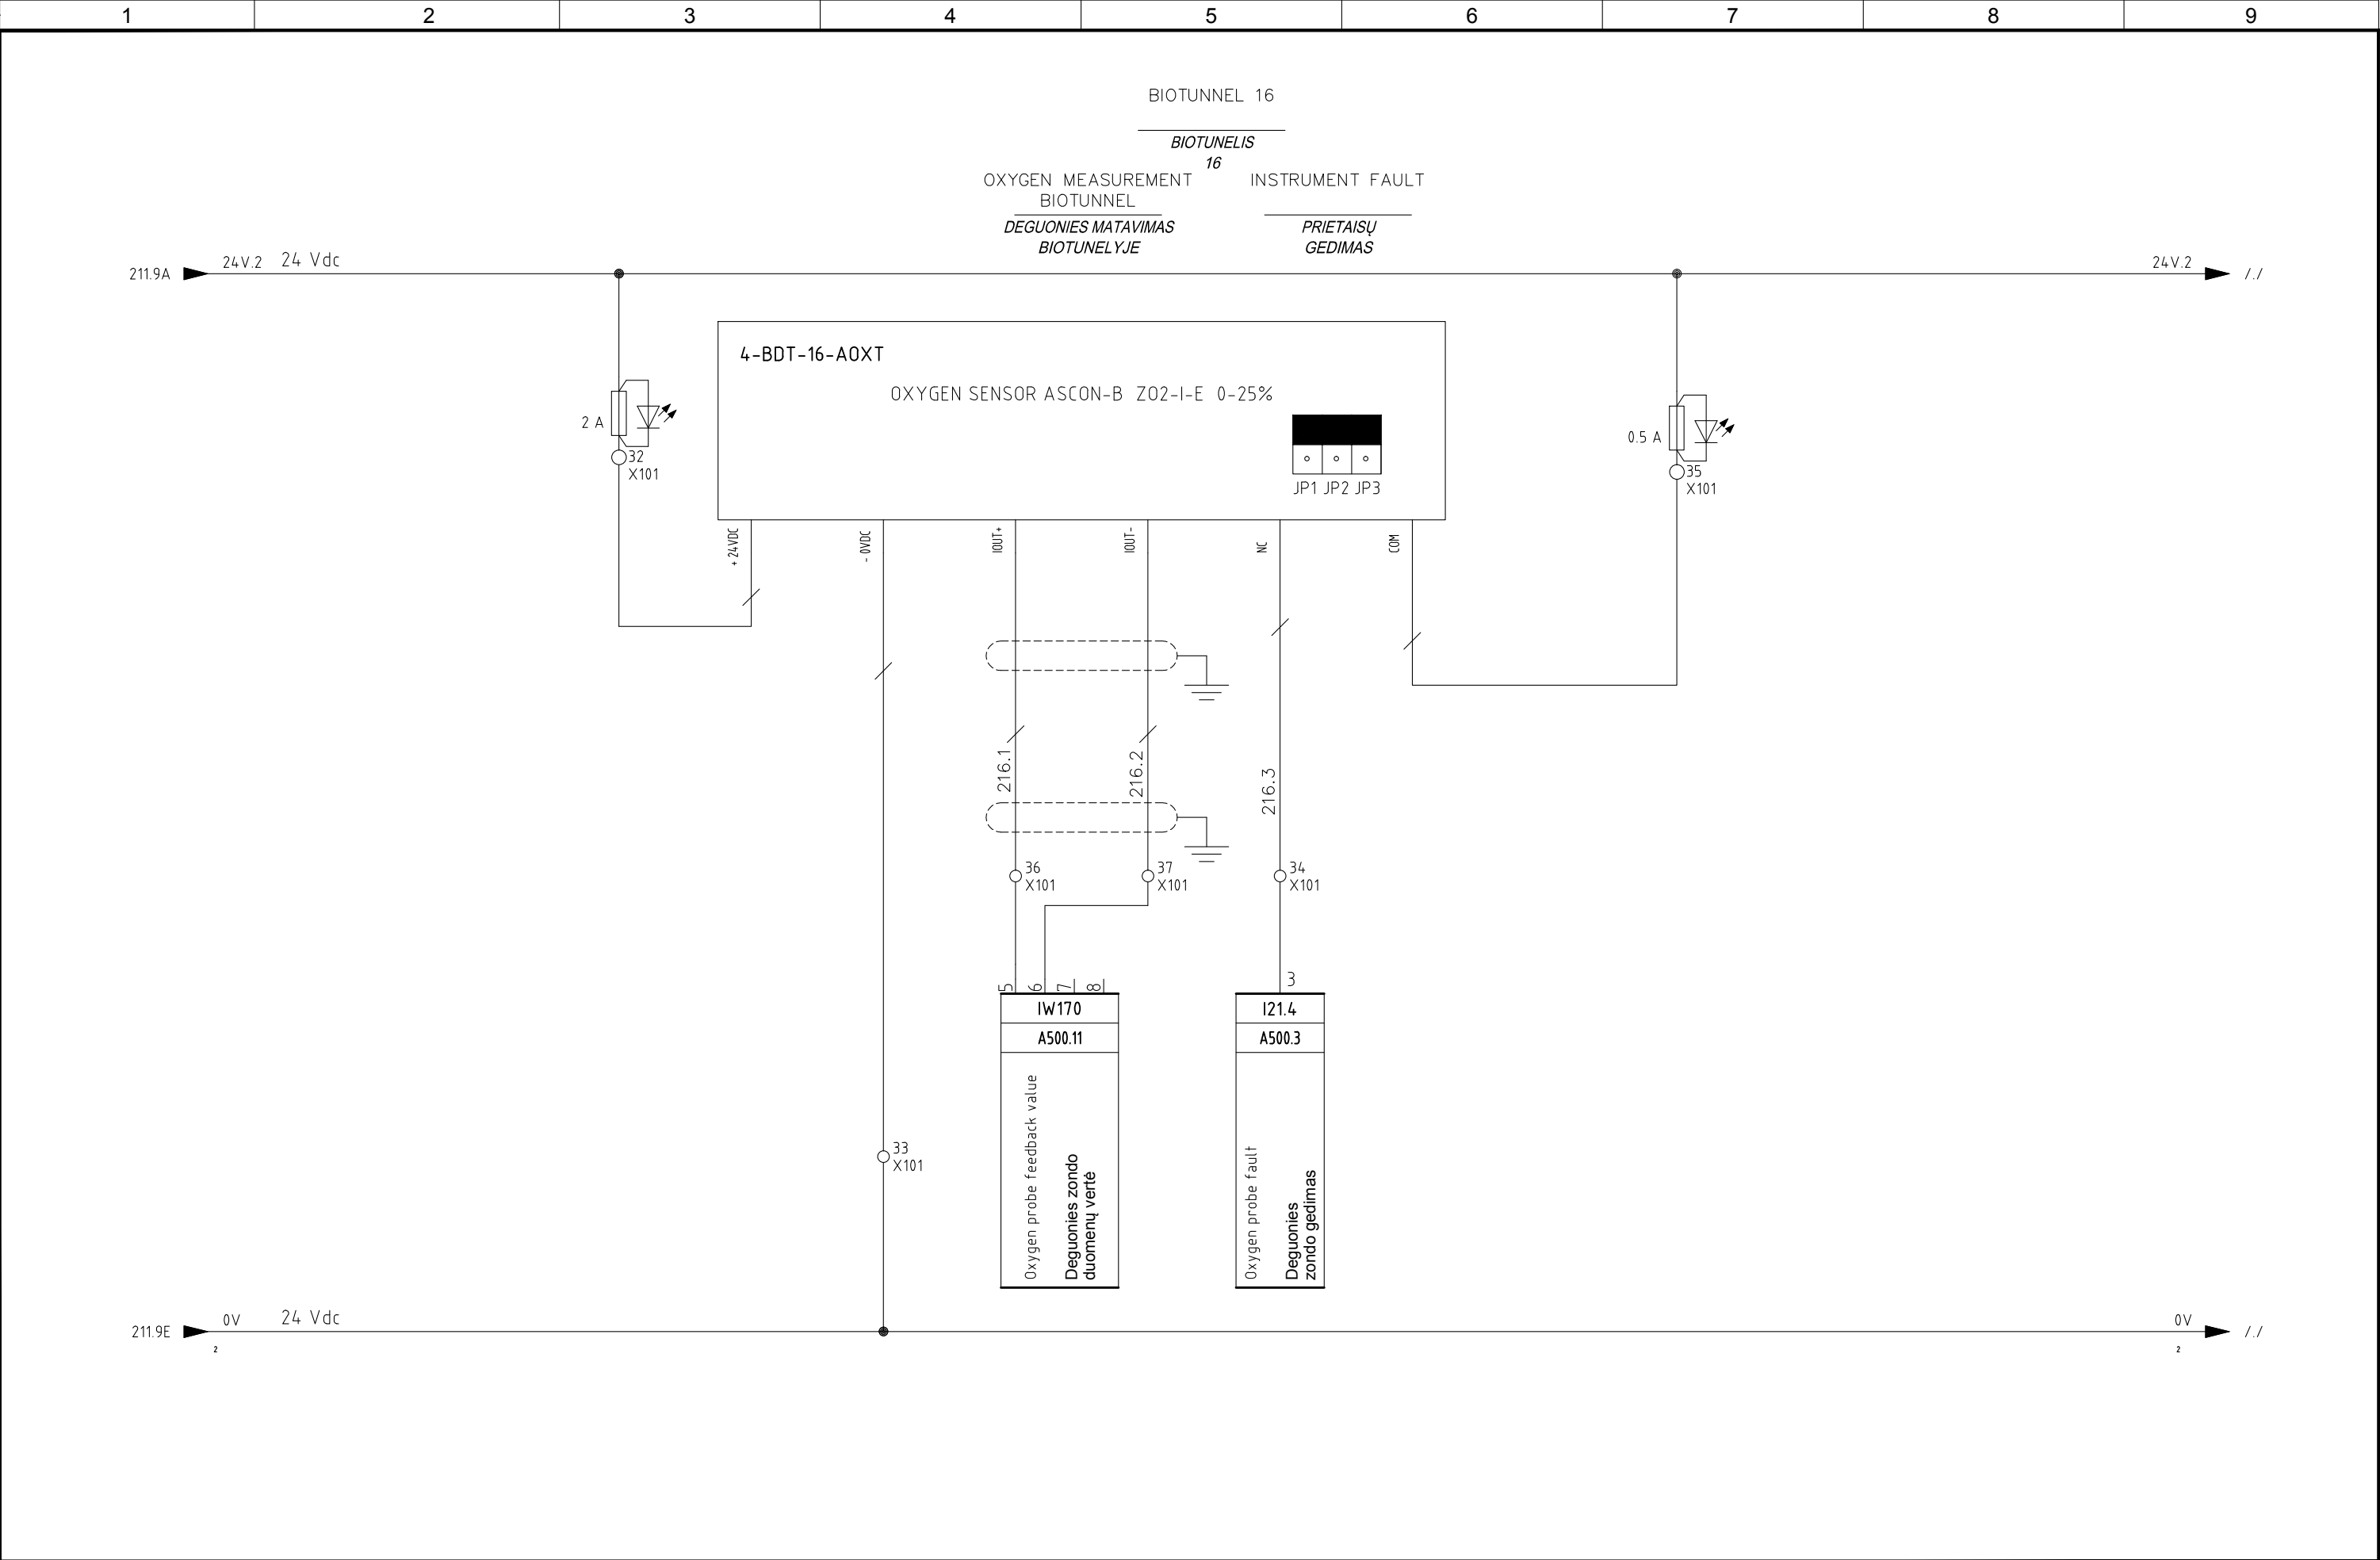 1 2 3 4 5 6 7 8 9
BIOTUNNEL 16
BIOTUNELIS
16
OXYGEN MEASUREMENT
BIOTUNNEL
DEGUONIES MATAVIMAS
BIOTUNELYJE
INSTRUMENT FAULT
PRIETAISŲ
GEDIMAS
211.9A
24V.2 24 Vdc
24V.2
/./
4-BDT-16-AOXT
OXYGEN SENSOR ASCON-B ZO2-I-E 0-25%
JP1 JP2 JP3
2 A
32
X101
0.5 A
35
X101
+24VDC
- 0VDC
IOUT+
IOUT-
NC
COM
216.1
216.2
216.3
36
X101
37
X101
34
X101
5 6 7 8
3
IW170
A500.11
Oxygen probe feedback value
Deguonies zondo
duomenų vertė
I21.4
A500.3
Oxygen probe fault
Deguonies
zondo gedimas
33
X101
211.9E
0V 24 Vdc
2
0V
2
/./